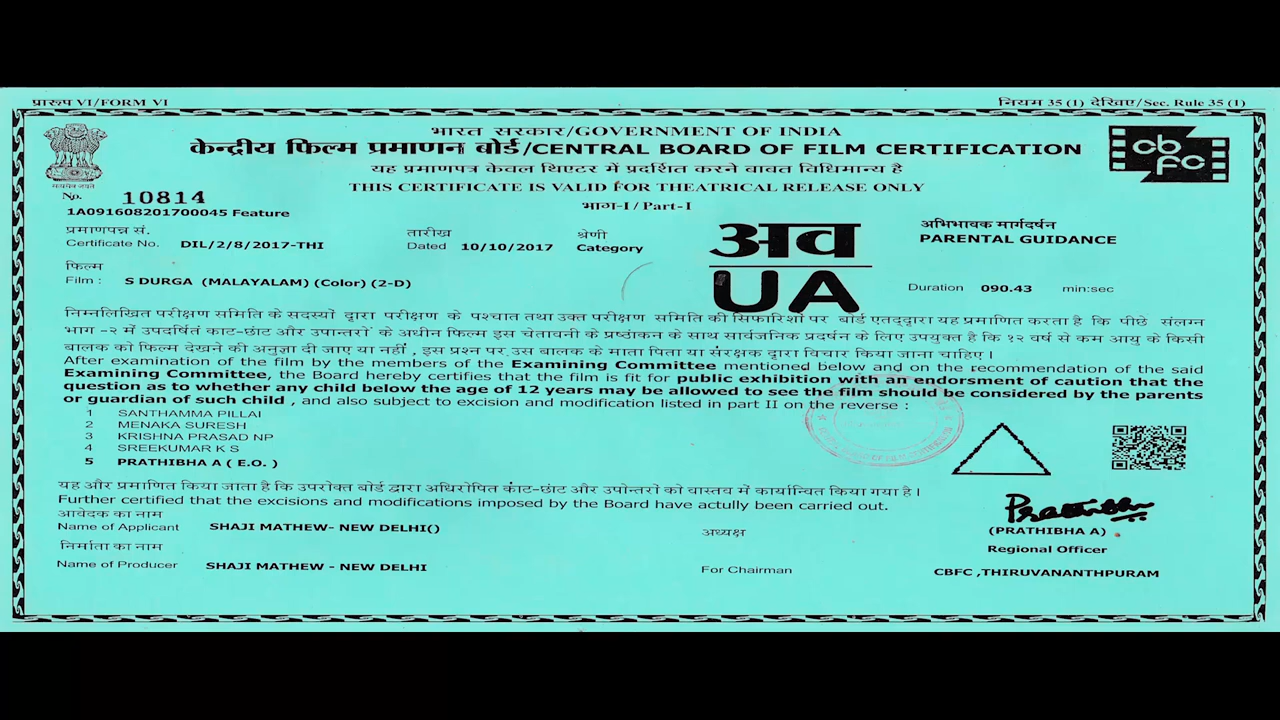 प्रारूप VI/FORM VI
नियम 35 (1) देखिए/Sec. Rule 35 (1)
भारत सरकार/GOVERNMENT OF INDIA
केन्द्रीय फिल्म प्रमाणन बोर्ड/CENTRAL BOARD OF FILM CERTIFICATION
cb
fc
यह प्रमाणपत्र केवल थिएटर में प्रदर्शित करने बावत विधिमान्य है
THIS CERTIFICATE IS VALID FOR THEATRICAL RELEASE ONLY
सत्यमेव जयते
No. 10814
भाग-I / Part-I
1A091608201700045 Feature
प्रमाणपत्र सं. तारीख श्रेणी अव अभिभावक मार्गदर्षन
Certificate No. DIL/2/8/2017-THI Dated 10/10/2017 Category UA PARENTAL GUIDANCE
फिल्म
Film : S DURGA (MALAYALAM) (Color) (2-D) Duration 090.43 min:sec
निम्नलिखित परीक्षण समिति के सदस्यों द्वारा परीक्षण के पश्चात तथा उक्त परीक्षण समिति की सिफारिशों पर बोर्ड एतद्द्वारा यह प्रमाणित करता है कि पीछे संलग्न
भाग -२ में उपदर्षित काट-छांट और उपान्तरों के अधीन फिल्म इस चेतावनी के प्रष्ठांकन के साथ सार्वजनिक प्रदर्षन के लिए उपयुक्त है कि १२ वर्ष से कम आयु के किसी
बालक को फिल्म देखने की अनुज्ञा दी जाए या नहीं , इस प्रश्न पर उस बालक के माता पिता या संरक्षक द्वारा विचार किया जाना चाहिए ।
After examination of the film by the members of the Examining Committee mentioned below and on the recommendation of the said
Examining Committee, the Board hereby certifies that the film is fit for public exhibition with an endorsment of caution that the
question as to whether any child below the age of 12 years may be allowed to see the film should be considered by the parents
or guardian of such child , and also subject to excision and modification listed in part II on the reverse :
1 SANTHAMMA PILLAI
2 MENAKA SURESH
3 KRISHNA PRASAD NP
4 SREEKUMAR K S
5 PRATHIBHA A ( E.O. )
यह और प्रमाणित किया जाता है कि उपरोक्त बोर्ड द्वारा अधिरोपित कांट-छांट और उपोन्तरों को वास्तव में कार्यान्वित किया गया है ।
Further certified that the excisions and modifications imposed by the Board have actully been carried out.
आवेदक का नाम
Name of Applicant SHAJI MATHEW- NEW DELHI() अध्यक्ष
Prathibha
(PRATHIBHA A)
Regional Officer
निर्माता का नाम
Name of Producer SHAJI MATHEW - NEW DELHI For Chairman CBFC ,THIRUVANANTHPURAM